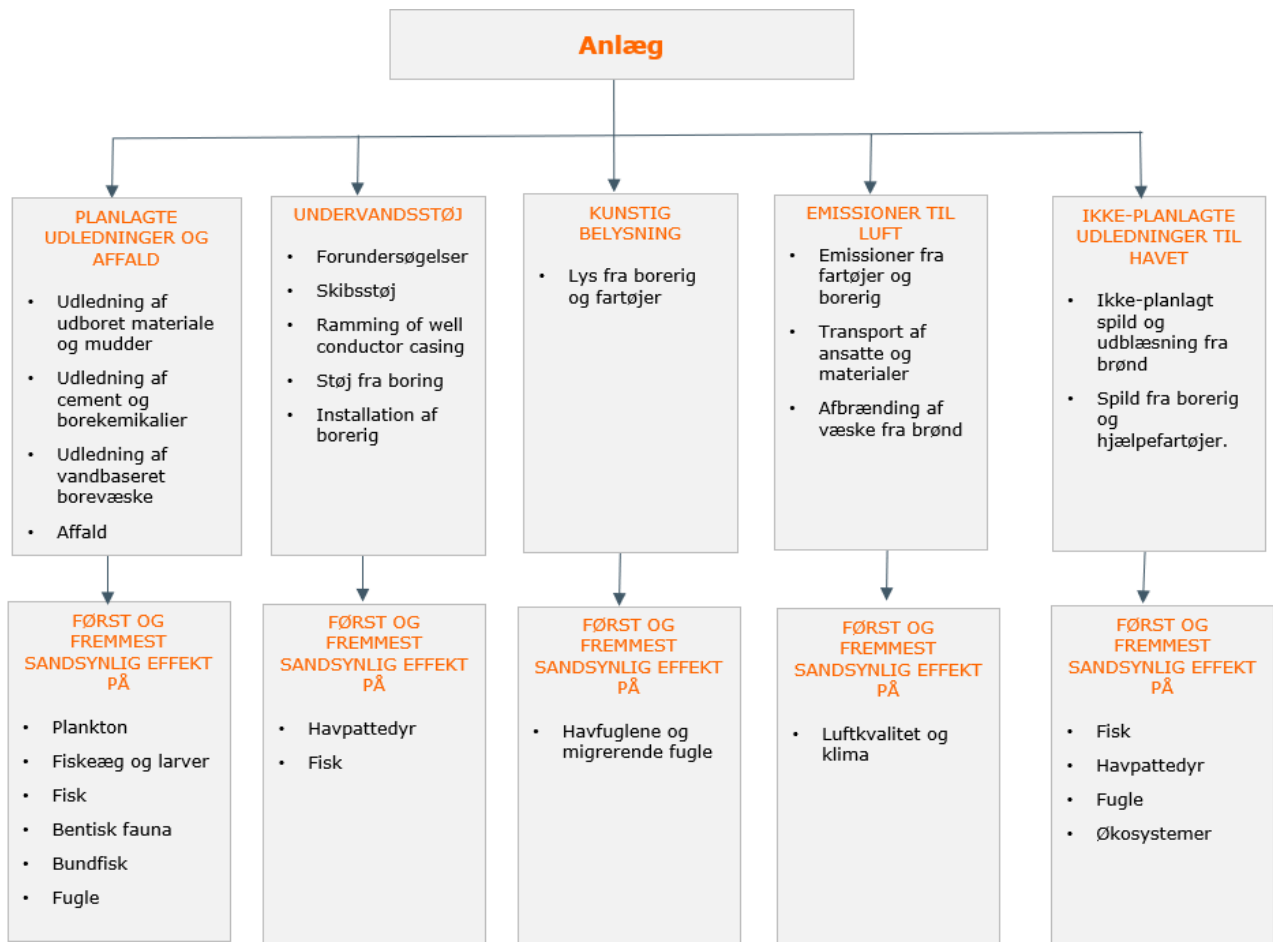 Anlæg
PLANLAGTE
UDLEDNINGER OG
AFFALD
• Udledning af
udboret materiale
og mudder
• Udledning af
cement og
borekemikalier
• Udledning af
vandbaseret
borevæske
• Affald
UNDERVANDSSTØJ
• Forundersøgelser
• Skibsstøj
• Ramming of well
conductor casing
• Støj fra boring
• Installation af
borerig
KUNSTIG
BELYSNING
• Lys fra borerig
og fartøjer
EMISSIONER TIL
LUFT
• Emissioner fra
fartøjer og
borerig
• Transport af
ansatte og
materialer
• Afbrænding af
væske fra brønd
IKKE-PLANLAGTE
UDLEDNINGER TIL
HAVET
• Ikke-planlagt
spild og
udblæsning fra
brønd
• Spild fra borerig
og
hjælpefartøjer.
FØRST OG
FREMMEST
SANDSYNLIG EFFEKT
PÅ
• Plankton
• Fiskeæg og larver
• Fisk
• Bentisk fauna
• Bundfisk
• Fugle
FØRST OG
FREMMEST
SANDSYNLIG EFFEKT
PÅ
• Havpattedyr
• Fisk
FØRST OG
FREMMEST
SANDSYNLIG EFFEKT
PÅ
• Havfuglene og
migrerende fugle
FØRST OG
FREMMEST
SANDSYNLIG EFFEKT
PÅ
• Luftkvalitet og
klima
FØRST OG
FREMMEST
SANDSYNLIG EFFEKT
PÅ
• Fisk
• Havpattedyr
• Fugle
• Økosystemer